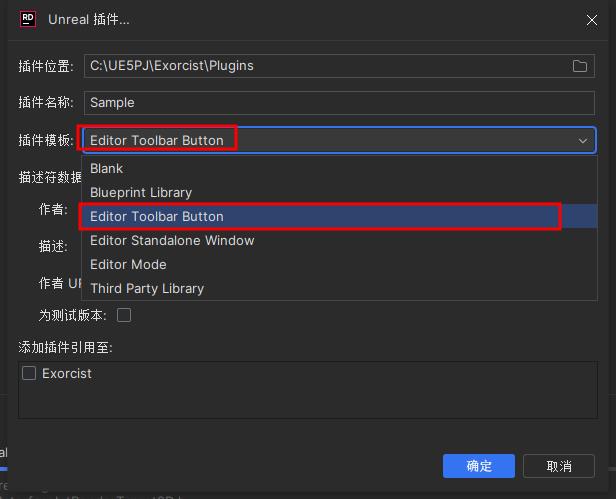 RD
Unreal 插件...
插件位置: C:\UE5PJ\Exorcist\Plugins
插件名称: Sample
插件模板: Editor Toolbar Button
Blank
Blueprint Library
Editor Toolbar Button
Editor Standalone Window
Editor Mode
Third Party Library
描述符数据
作者:
描述:
作者 UR
为测试版本:
添加插件引用至:
Exorcist
确定
取消